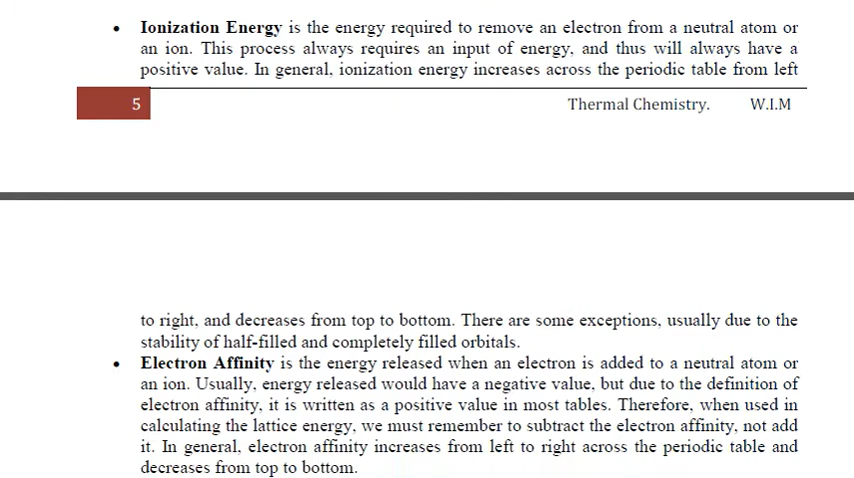 • Ionization Energy is the energy required to remove an electron from a neutral atom or
an ion. This process always requires an input of energy, and thus will always have a
positive value. In general, ionization energy increases across the periodic table from left
5 Thermal Chemistry. W.I.M
to right, and decreases from top to bottom. There are some exceptions, usually due to the
stability of half-filled and completely filled orbitals.
• Electron Affinity is the energy released when an electron is added to a neutral atom or
an ion. Usually, energy released would have a negative value, but due to the definition of
electron affinity, it is written as a positive value in most tables. Therefore, when used in
calculating the lattice energy, we must remember to subtract the electron affinity, not add
it. In general, electron affinity increases from left to right across the periodic table and
decreases from top to bottom.